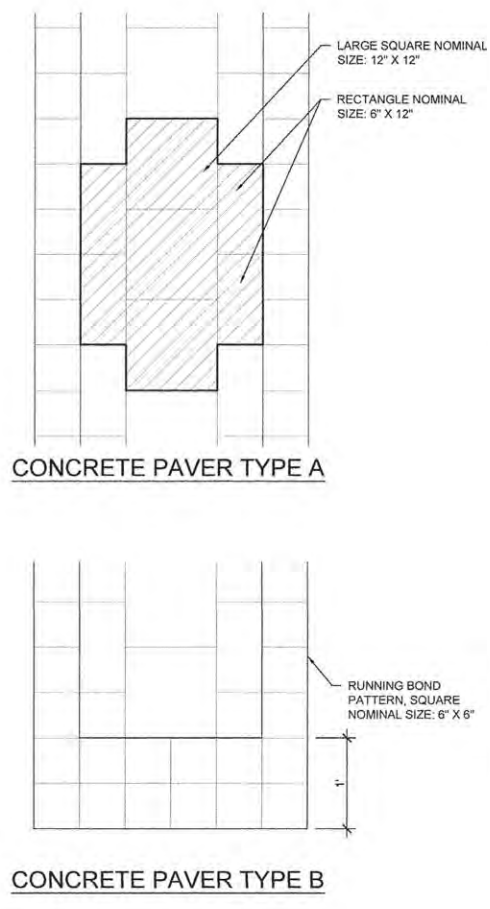 LARGE SQUARE NOMINAL
SIZE: 12" X 12"
RECTANGLE NOMINAL
SIZE: 6" X 12"
CONCRETE PAVER TYPE A
RUNNING BOND
PATTERN, SQUARE
NOMINAL SIZE: 6" X 6"
1'
CONCRETE PAVER TYPE B